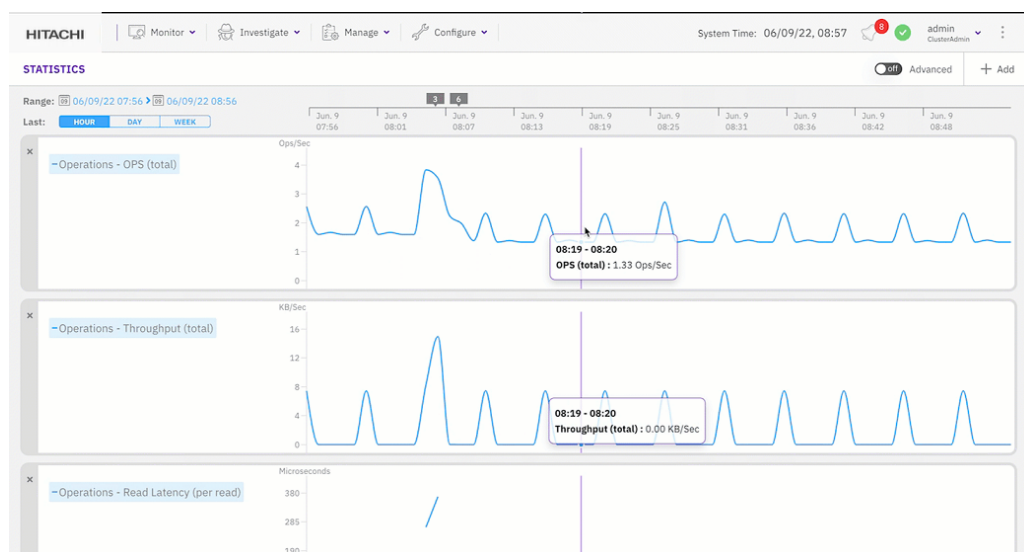 HITACHI
Monitor
Investigate
Manage
Configure
System Time: 06/09/22, 08:57
8
admin
ClusterAdmin
STATISTICS
off
Advanced
+ Add
Range: 09 06/09/22 07:56 09 06/09/22 08:56
Last: HOUR DAY WEEK
3 6
Jun. 9 Jun. 9 Jun. 9 Jun. 9 Jun. 9 Jun. 9 Jun. 9 Jun. 9 Jun. 9 Jun. 9
07:56 08:01 08:07 08:13 08:19 08:25 08:31 08:36 08:42 08:48
Ops/Sec
Operations - OPS (total)
4
3
2
1
0
08:19 - 08:20
OPS (total) : 1.33 Ops/Sec
KB/Sec
Operations - Throughput (total)
16
12
8
4
0
08:19 - 08:20
Throughput (total) : 0.00 KB/Sec
Microseconds
Operations - Read Latency (per read)
380
285
190